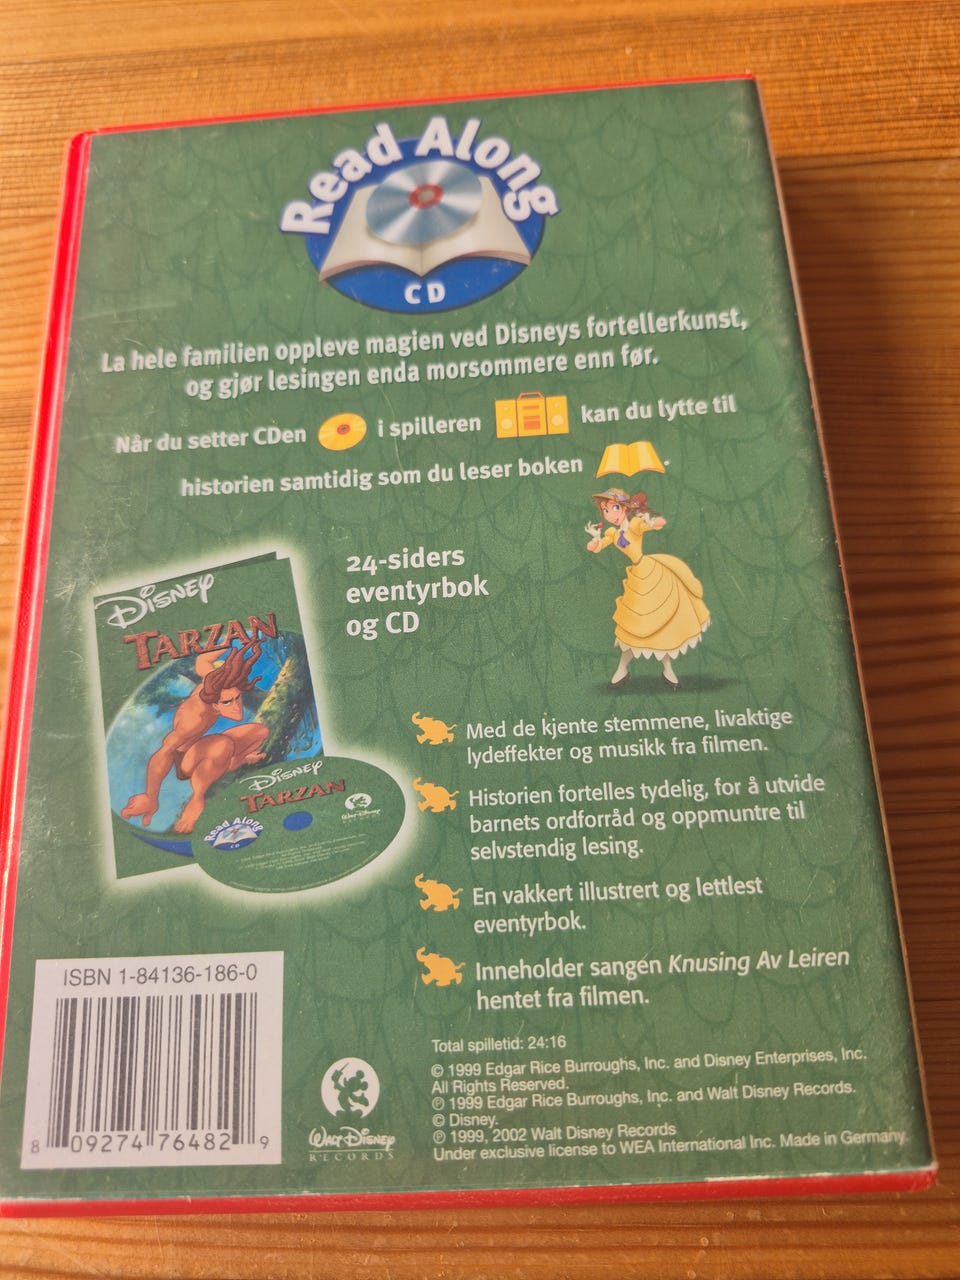 Read Along
CD
La hele familien oppleve magien ved Disneys fortellerkunst,
og gjør lesingen enda morsommere enn før.
Når du setter CDen i spilleren kan du lytte til
historien samtidig som du leser boken .
24-siders
eventyrbok
og CD
DISNEY
TARZAN
DISNEY
TARZAN
Read Along
CD
Walt Disney
Med de kjente stemmene, livaktige
lydeffekter og musikk fra filmen.
Historien fortelles tydelig, for å utvide
barnets ordforråd og oppmuntre til
selvstendig lesing.
En vakkert illustrert og lettlest
eventyrbok.
Inneholder sangen Knusing Av Leiren
hentet fra filmen.
ISBN 1-84136-186-0
8 09274 76482 9
WALT DISNEY
RECORDS
Total spilletid: 24:16
© 1999 Edgar Rice Burroughs, Inc. and Disney Enterprises, Inc.
All Rights Reserved.
℗ 1999 Edgar Rice Burroughs, Inc. and Walt Disney Records.
© Disney.
℗ 1999, 2002 Walt Disney Records
Under exclusive license to WEA International Inc. Made in Germany.